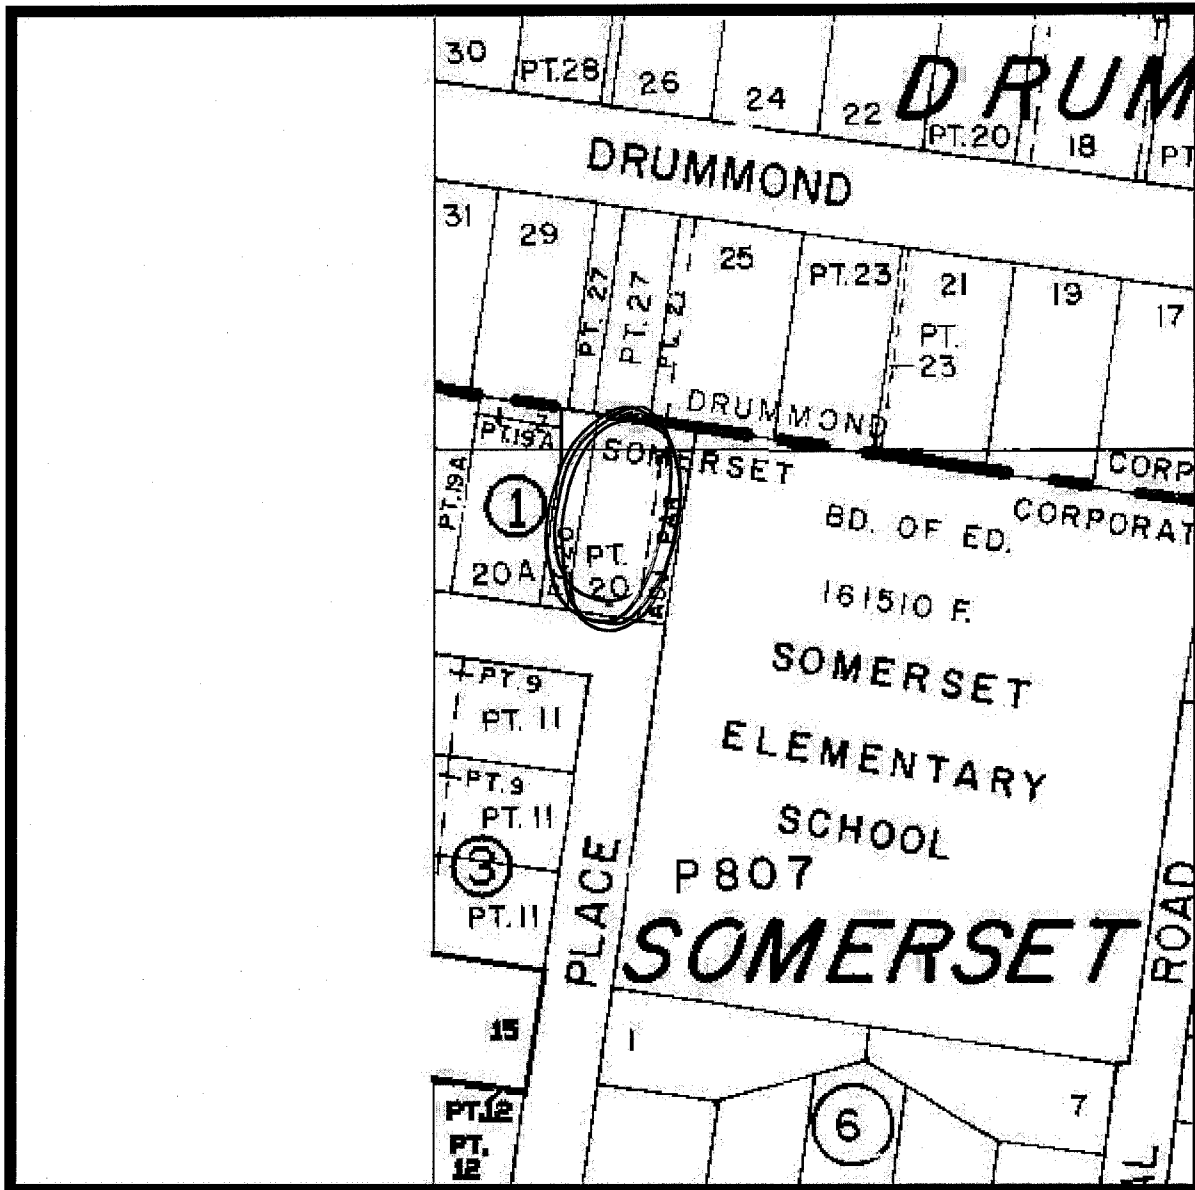 30
PT.28
26
24
22
DRUM
PT.20
18
PT
DRUMMOND
31
29
PT. 27
PT. 27
25
PT.23
21
19
17
PT.
23
DRUMMOND
PT.19A
SOMERSET
CORP
PT.19A
1
BD. OF ED.
CORPORAT
20A
PT.
20
161510 F.
SOMERSET
PT.9
PT. 11
ELEMENTARY
PT.9
PT. 11
SCHOOL
3
P807
PT.11
PLACE
SOMERSET
ROAD
15
1
PT.12
6
7
PT.
12
AL